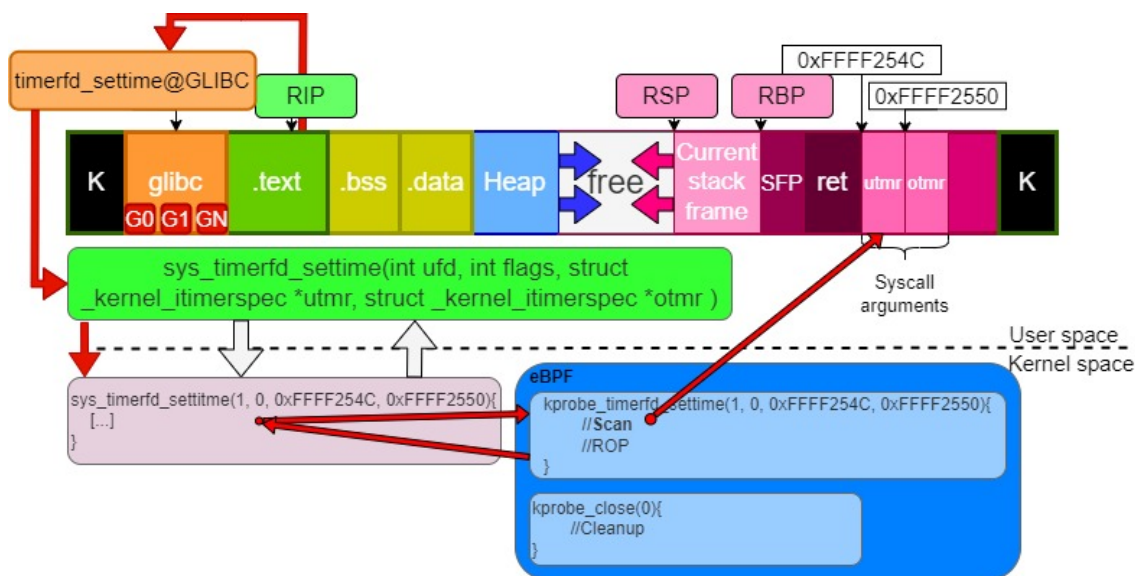 0xFFFF254C
timerfd_settime@GLIBC
RIP
RSP
RBP
0xFFFF2550
K
glibc
G0 G1 GN
.text
.bss
.data
Heap
free
Current
stack
frame
SFP
ret
utmr
otmr
K
sys_timerfd_settime(int ufd, int flags, struct
_kernel_itimerspec *utmr, struct _kernel_itimerspec *otmr )
Syscall
arguments
User space
Kernel space
sys_timerfd_settitme(1, 0, 0xFFFF254C, 0xFFFF2550){
[...]
}
eBPF
kprobe_timerfd_settime(1, 0, 0xFFFF254C, 0xFFFF2550){
//Scan
//ROP
}
kprobe_close(0){
//Cleanup
}